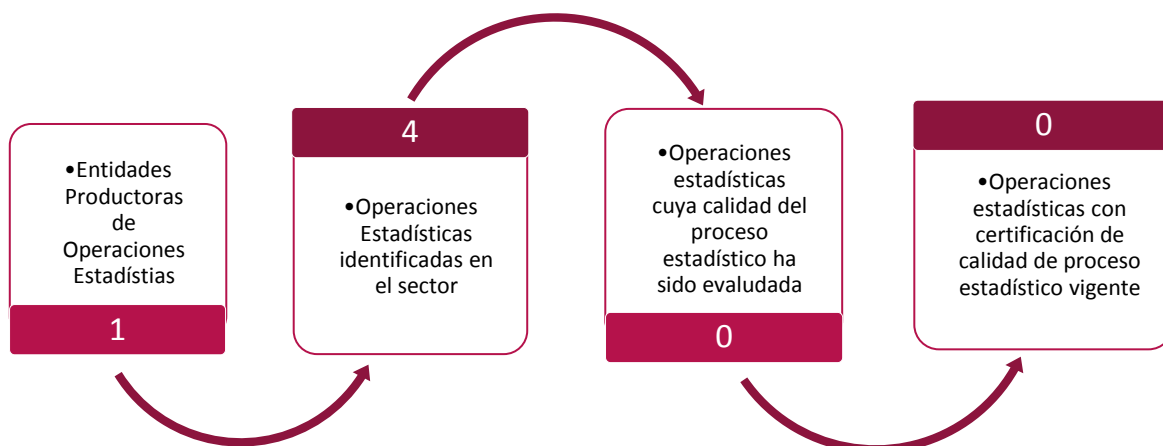 •Entidades
Productoras
de
Operaciones
Estadístias
1
4
•Operaciones
Estadísticas
identificadas en
el sector
•Operaciones
estadísticas
cuya calidad del
proceso
estadístico ha
sido evaludada
0
0
•Operaciones
estadísticas con
certificación de
calidad de proceso
estadístico vigente